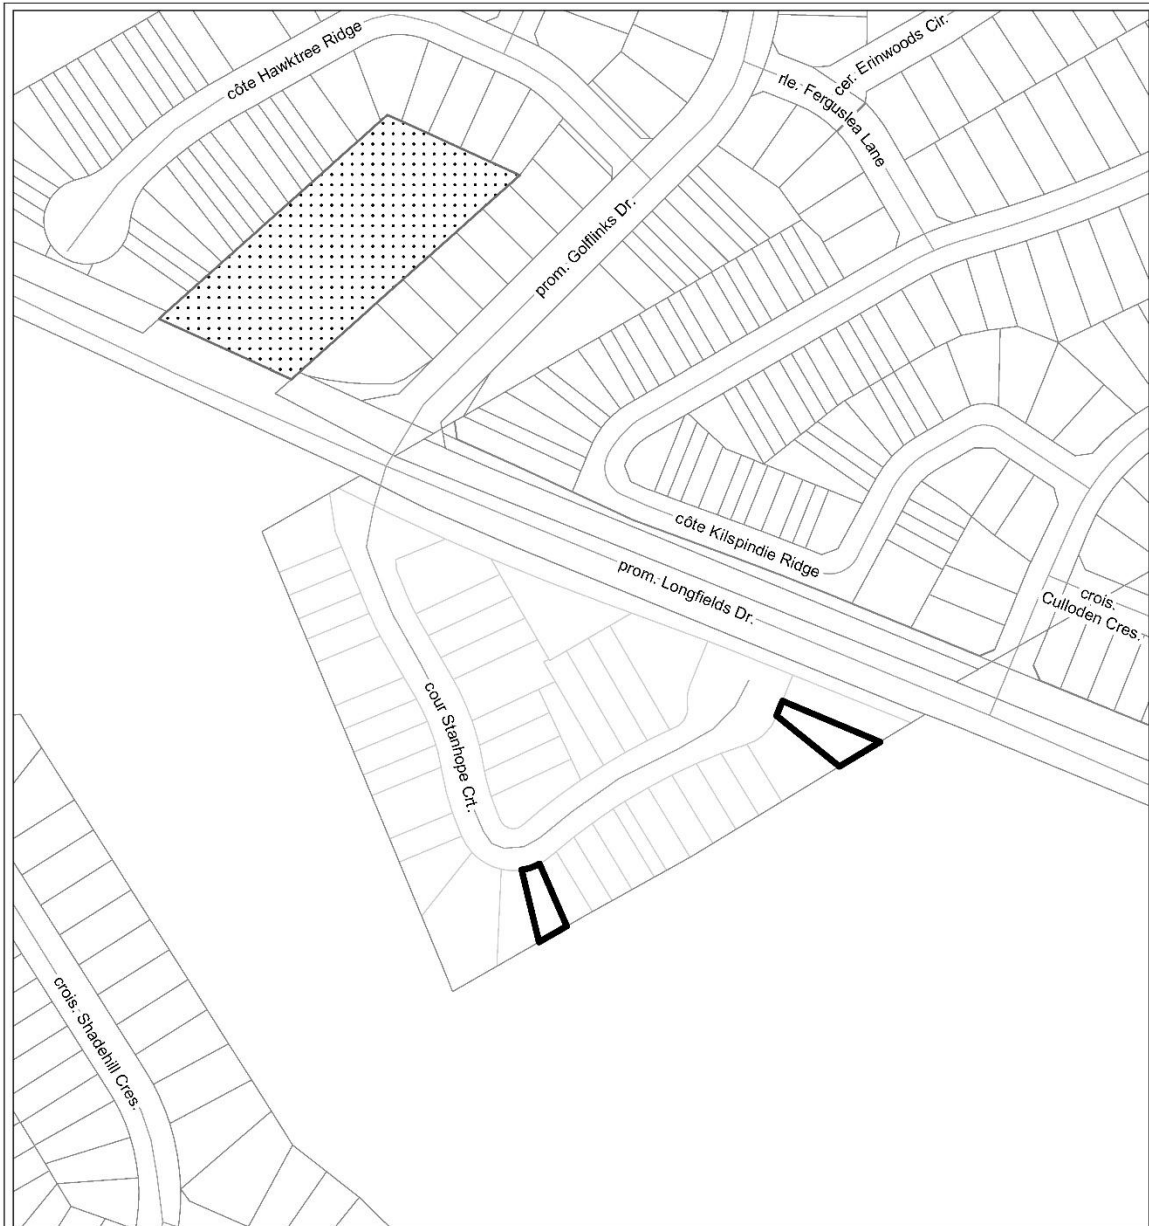 côte Hawktree Ridge
cer. Erinwoods Cir.
rle. Ferguslea Lane
prom. Golflinks Dr.
côte Kilspindie Ridge
prom. Longfields Dr.
crois.
Culloden Cres.
cour Stanhope Crt.
crois. Shadehill Cres.